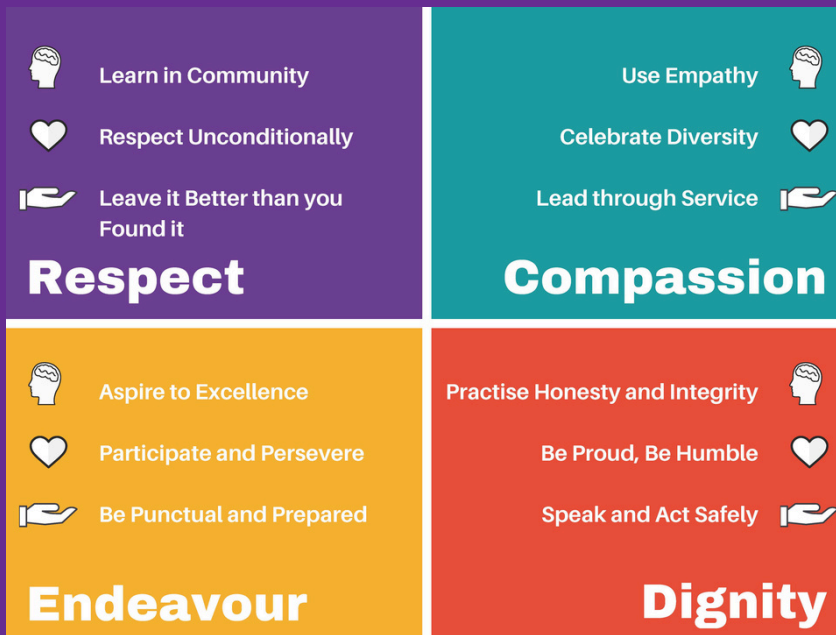 Learn in Community
Respect Unconditionally
Leave it Better than you
Found it
Respect
Use Empathy
Celebrate Diversity
Lead through Service
Compassion
Aspire to Excellence
Participate and Persevere
Be Punctual and Prepared
Endeavour
Practise Honesty and Integrity
Be Proud, Be Humble
Speak and Act Safely
Dignity